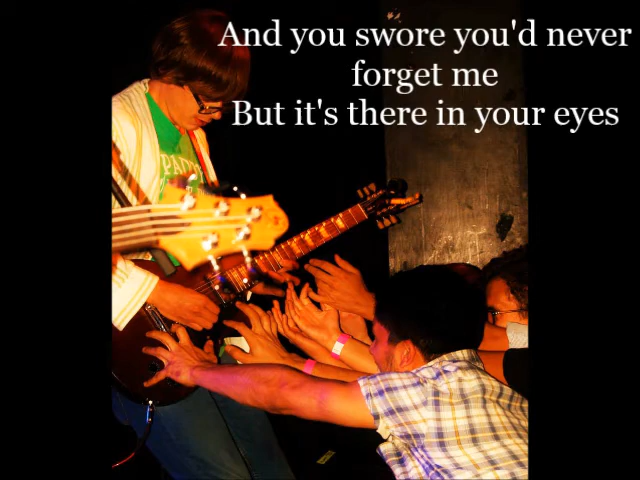 And you swore you'd never
forget me
But it's there in your eyes